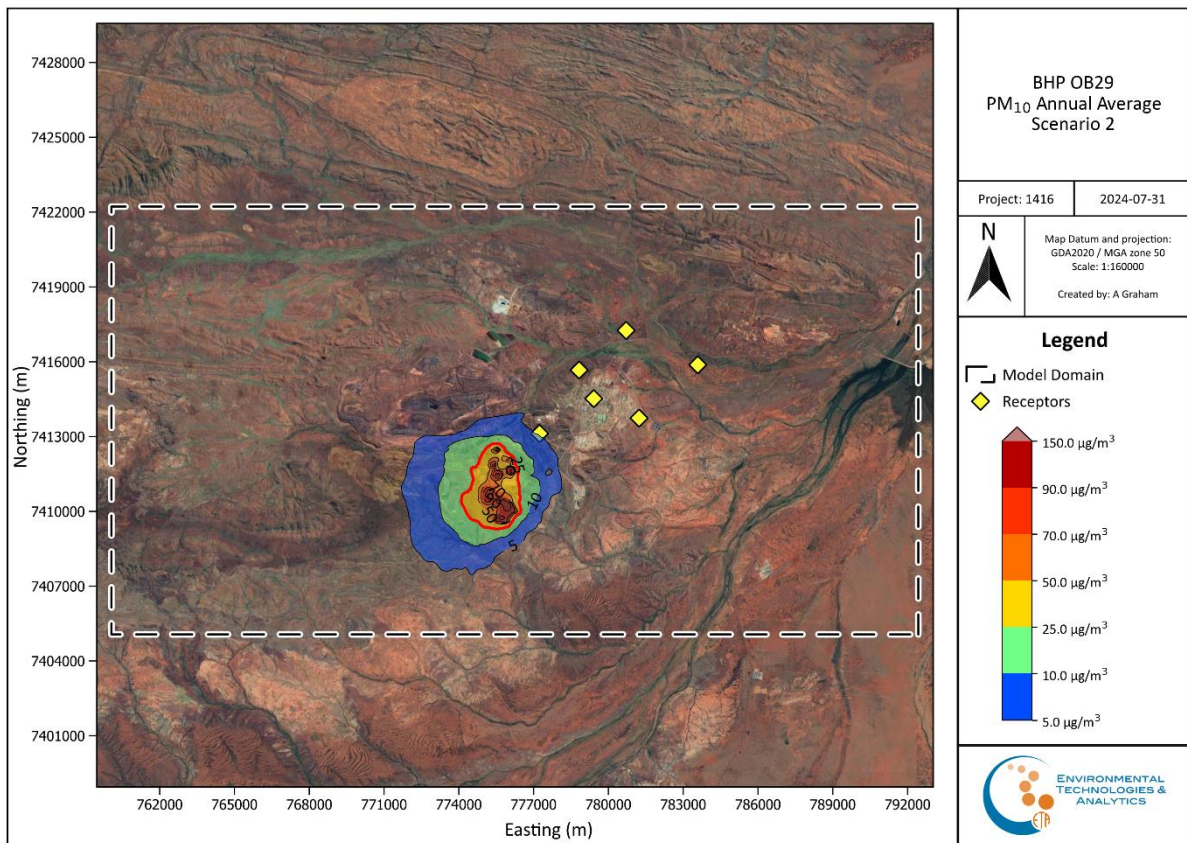 7428000
7425000
7422000
7419000
7416000
7413000
7410000
7407000
7404000
7401000
Northing (m)
762000
765000
768000
771000
774000
777000
780000
783000
786000
789000
792000
Easting (m)
25
10
5
50
BHP OB29
PM₁₀ Annual Average
Scenario 2
Project: 1416
2024-07-31
N
Map Datum and projection:
GDA2020 / MGA zone 50
Scale: 1:160000
Created by: A Graham
Legend
Model Domain
Receptors
150.0 µg/m³
90.0 µg/m³
70.0 µg/m³
50.0 µg/m³
25.0 µg/m³
10.0 µg/m³
5.0 µg/m³
ENVIRONMENTAL
TECHNOLOGIES &
ANALYTICS
ETA